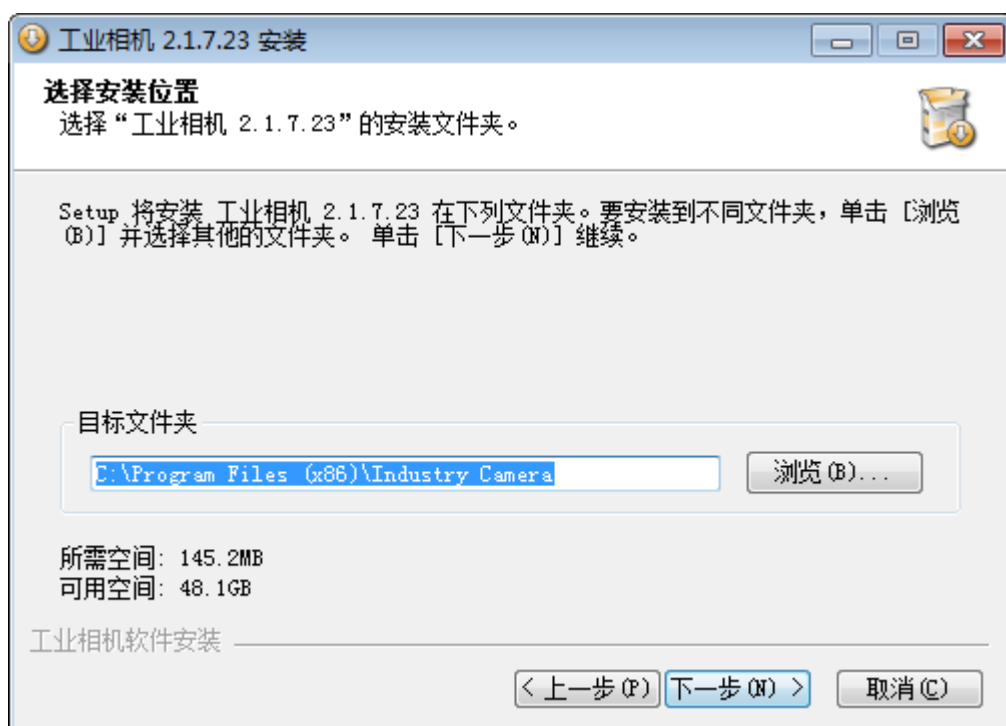 工业相机 2.1.7.23 安装
选择安装位置
选择“工业相机 2.1.7.23”的安装文件夹。
Setup 将安装 工业相机 2.1.7.23 在下列文件夹。要安装到不同文件夹，单击 [浏览
(B)] 并选择其他的文件夹。 单击 [下一步(N)] 继续。
目标文件夹
C:\Program Files (x86)\Industry Camera
浏览(B)...
所需空间: 145.2MB
可用空间: 48.1GB
工业相机软件安装
< 上一步(P) 下一步(N) > 取消(C)